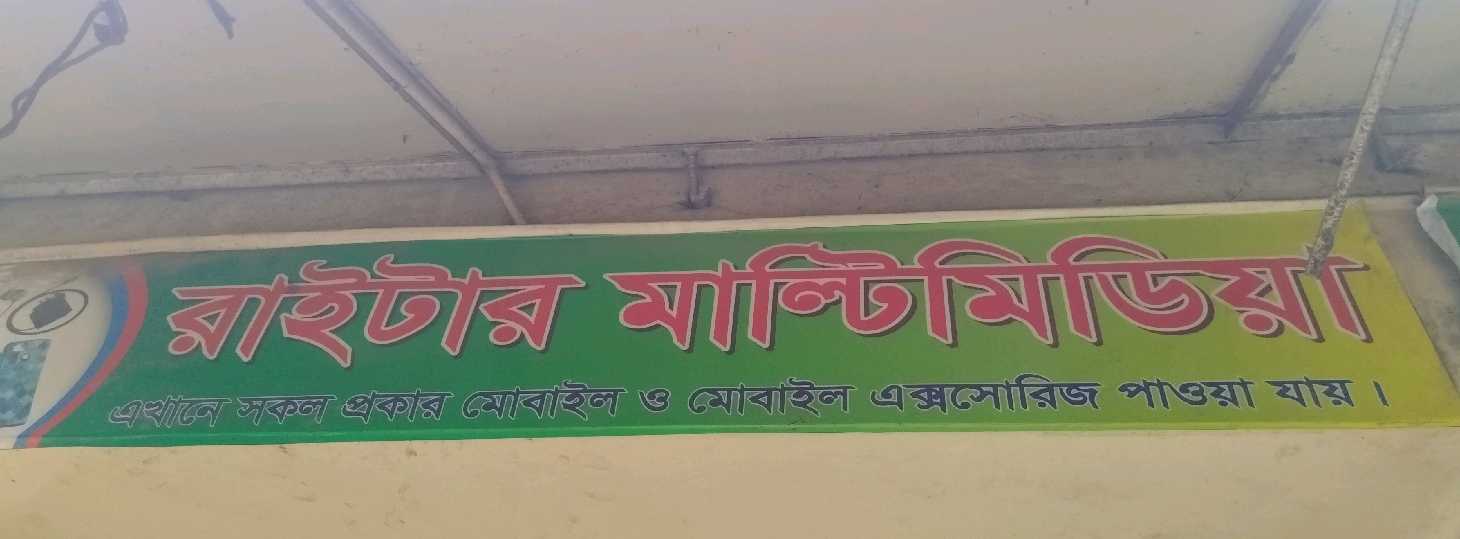 রাইটার মাল্টিমিডিয়া
এখানে সকল প্রকার মোবাইল ও মোবাইল এক্সসোরিজ পাওয়া যায় ।